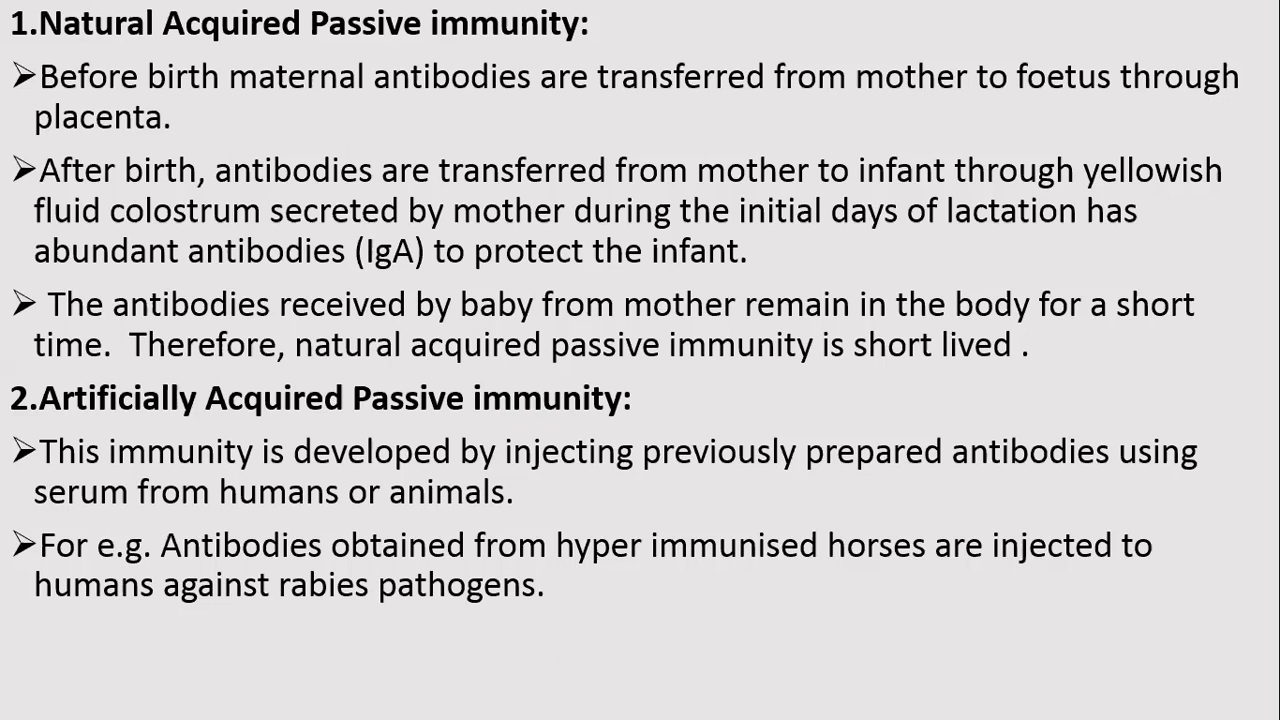 1.Natural Acquired Passive immunity:
➢Before birth maternal antibodies are transferred from mother to foetus through
placenta.
➢After birth, antibodies are transferred from mother to infant through yellowish
fluid colostrum secreted by mother during the initial days of lactation has
abundant antibodies (IgA) to protect the infant.
➢ The antibodies received by baby from mother remain in the body for a short
time.  Therefore, natural acquired passive immunity is short lived .
2.Artificially Acquired Passive immunity:
➢This immunity is developed by injecting previously prepared antibodies using
serum from humans or animals.
➢For e.g. Antibodies obtained from hyper immunised horses are injected to
humans against rabies pathogens.